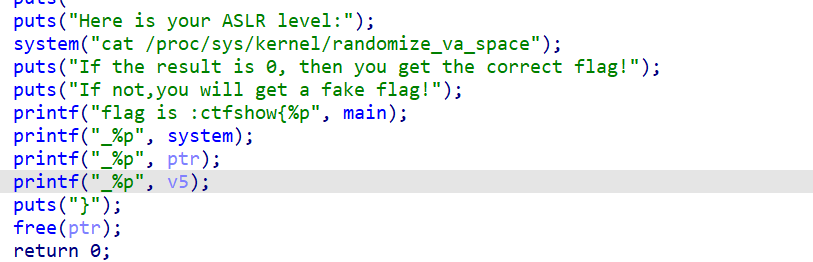 puts(
puts("Here is your ASLR level:");
system("cat /proc/sys/kernel/randomize_va_space");
puts("If the result is 0, then you get the correct flag!");
puts("If not,you will get a fake flag!");
printf("flag is :ctfshow{%p", main);
printf("_%p", system);
printf("_%p", ptr);
printf("_%p", v5);
puts("}");
free(ptr);
return 0;